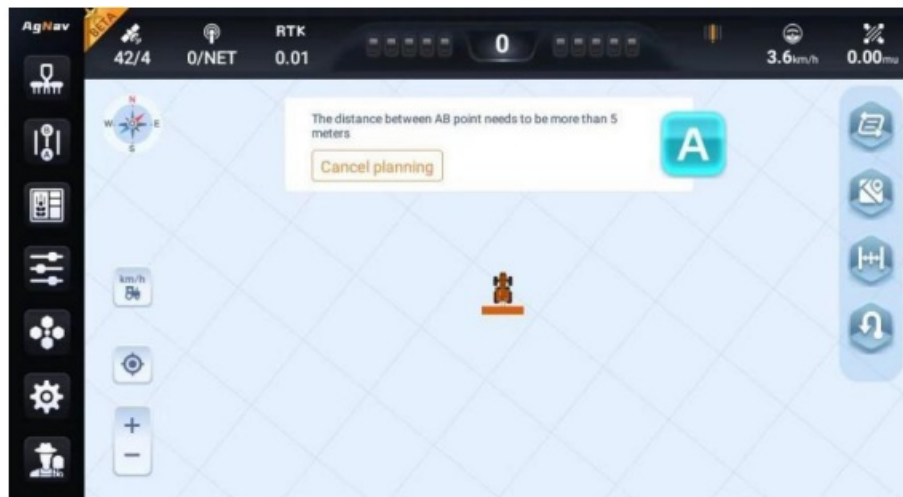 AgNav
BETA
42/4
0/NET
RTK
0.01
0
3.6km/h
0.00mu
N
W
E
S
The distance between AB point needs to be more than 5
meters
Cancel planning
A
km/h
+
−